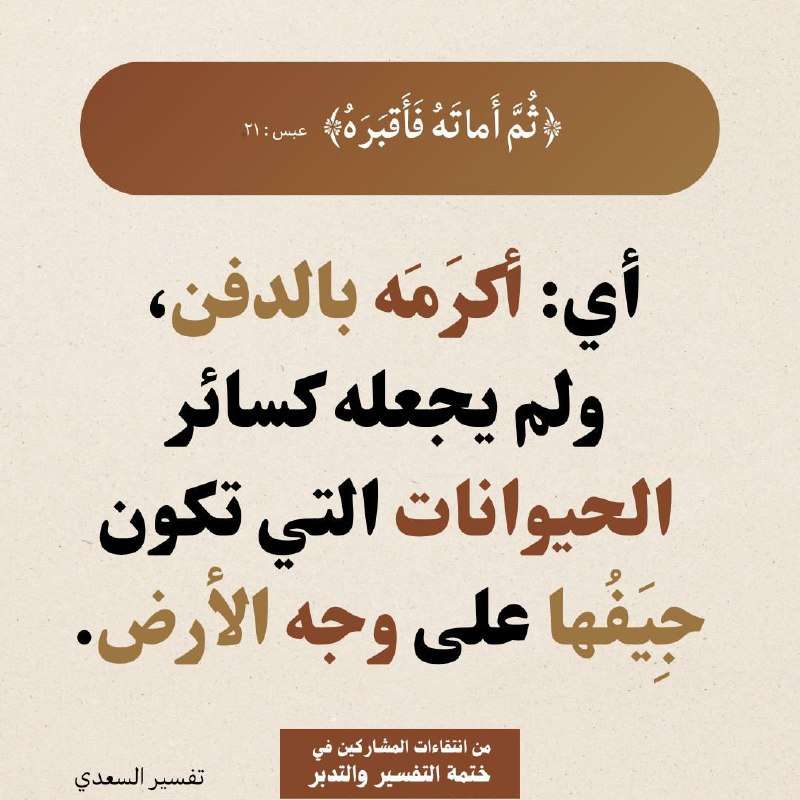 ﴿ثُمَّ أَماتَهُ فَأَقبَرَهُ﴾ عبس: ٢١
أي: أكرَمَه بالدفن،
ولم يجعله كسائر
الحيوانات التي تكون
جِيَفُها على وجه الأرض.
من انتقاءات المشاركين في
ختمة التفسير والتدبر
تفسير السعدي